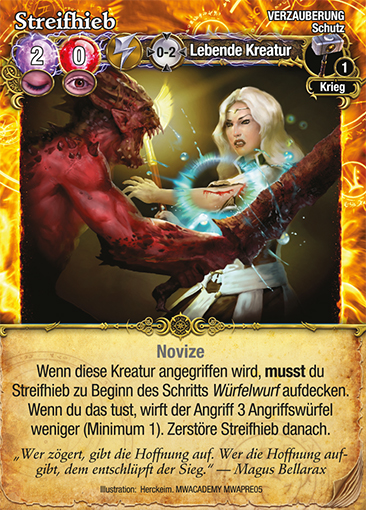 Streifhieb
VERZAUBERUNG
Schutz
2 0 0-2 Lebende Kreatur
1
Krieg
Novize
Wenn diese Kreatur angegriffen wird, musst du
Streifhieb zu Beginn des Schritts Würfelwurf aufdecken.
Wenn du das tust, wirft der Angriff 3 Angriffswürfel
weniger (Minimum 1). Zerstöre Streifhieb danach.
„Wer zögert, gibt die Hoffnung auf. Wer die Hoffnung auf-
gibt, dem entschlüpft der Sieg.“ — Magus Bellarax
Illustration: Herckeim. MWACADEMY MWAPRE05